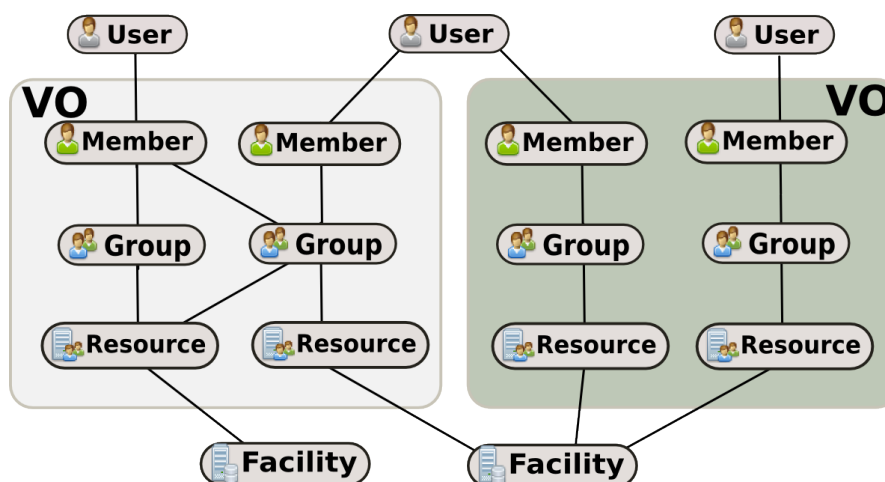 User User User
VO VO
Member Member Member Member
Group Group Group Group
Resource Resource Resource Resource
Facility Facility